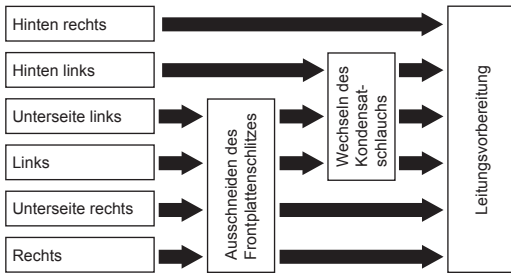 Hinten rechts
Hinten links
Unterseite links
Links
Unterseite rechts
Rechts
Ausschneiden des
Frontplattenschlitzes
Wechseln des
Kondensat-
schlauchs
Leitungsvorbereitung